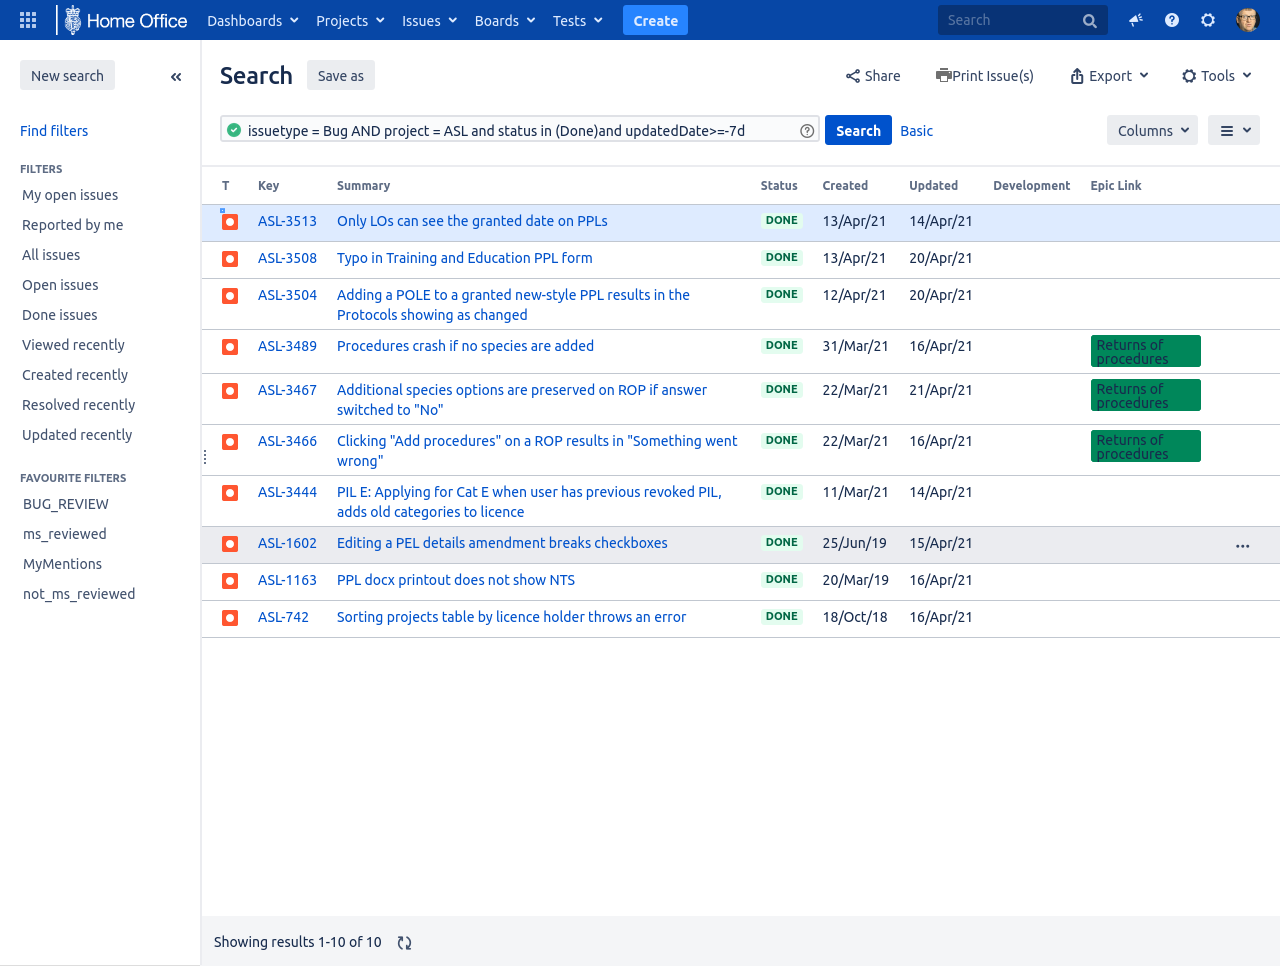 Home Office Dashboards Projects Issues Boards Tests Create Search
New search
Search Save as Share Print Issue(s) Export Tools
Find filters
issuetype = Bug AND project = ASL and status in (Done)and updatedDate>=-7d Search Basic Columns
FILTERS
My open issues
Reported by me
All issues
Open issues
Done issues
Viewed recently
Created recently
Resolved recently
Updated recently
FAVOURITE FILTERS
BUG_REVIEW
ms_reviewed
MyMentions
not_ms_reviewed
T Key Summary Status Created Updated Development Epic Link
ASL-3513 Only LOs can see the granted date on PPLs DONE 13/Apr/21 14/Apr/21
ASL-3508 Typo in Training and Education PPL form DONE 13/Apr/21 20/Apr/21
ASL-3504 Adding a POLE to a granted new-style PPL results in the DONE 12/Apr/21 20/Apr/21
Protocols showing as changed
ASL-3489 Procedures crash if no species are added DONE 31/Mar/21 16/Apr/21 Returns of
procedures
ASL-3467 Additional species options are preserved on ROP if answer DONE 22/Mar/21 21/Apr/21 Returns of
switched to "No" procedures
ASL-3466 Clicking "Add procedures" on a ROP results in "Something went DONE 22/Mar/21 16/Apr/21 Returns of
wrong" procedures
ASL-3444 PIL E: Applying for Cat E when user has previous revoked PIL, DONE 11/Mar/21 14/Apr/21
adds old categories to licence
ASL-1602 Editing a PEL details amendment breaks checkboxes DONE 25/Jun/19 15/Apr/21
ASL-1163 PPL docx printout does not show NTS DONE 20/Mar/19 16/Apr/21
ASL-742 Sorting projects table by licence holder throws an error DONE 18/Oct/18 16/Apr/21
Showing results 1-10 of 10